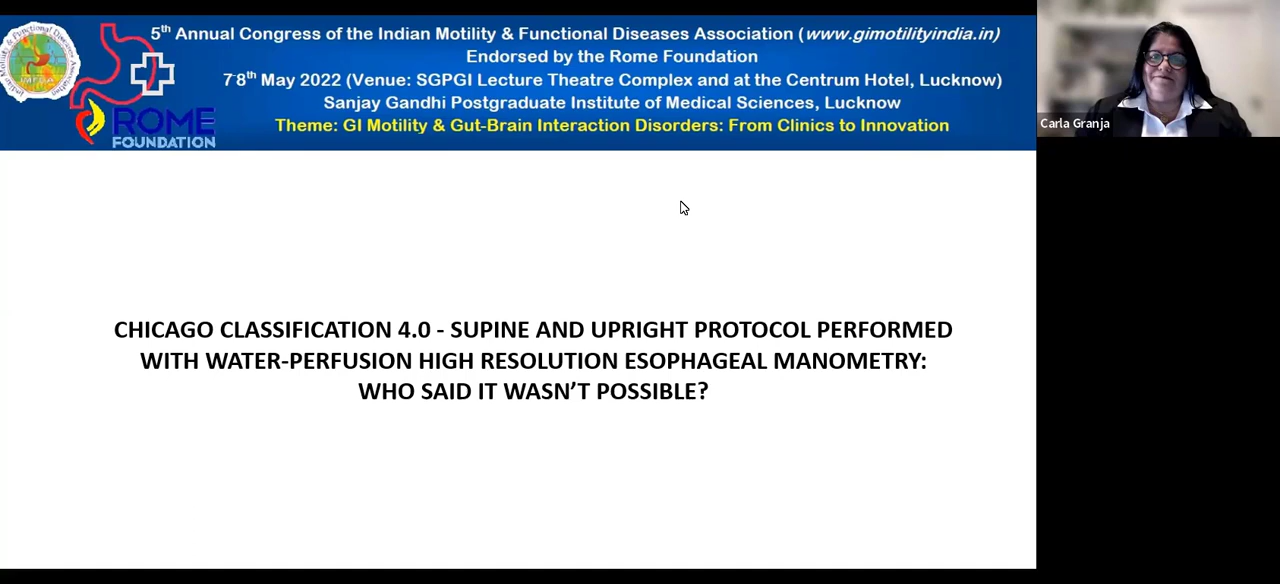 5th Annual Congress of the Indian Motility & Functional Diseases Association (www.gimotilityindia.in)
Endorsed by the Rome Foundation
7-8th May 2022 (Venue: SGPGI Lecture Theatre Complex and at the Centrum Hotel, Lucknow)
Sanjay Gandhi Postgraduate Institute of Medical Sciences, Lucknow
Theme: GI Motility & Gut-Brain Interaction Disorders: From Clinics to Innovation
ROME
FOUNDATION
Carla Granja
CHICAGO CLASSIFICATION 4.0 - SUPINE AND UPRIGHT PROTOCOL PERFORMED
WITH WATER-PERFUSION HIGH RESOLUTION ESOPHAGEAL MANOMETRY:
WHO SAID IT WASN'T POSSIBLE?